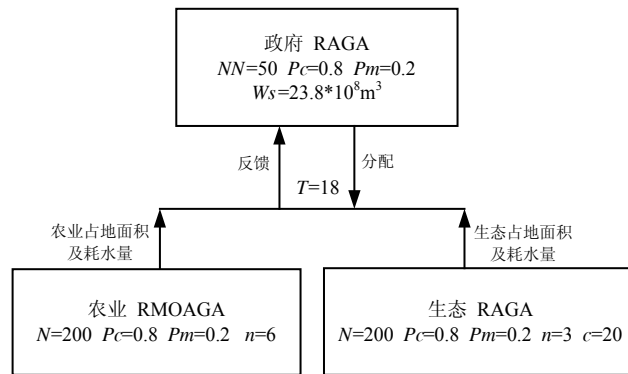 政府 RAGA
NN=50 Pc=0.8 Pm=0.2
Ws=23.8*10⁸m³
反馈
分配
T=18
农业占地面积
及耗水量
生态占地面积
及耗水量
农业 RMOAGA
N=200 Pc=0.8 Pm=0.2 n=6
生态 RAGA
N=200 Pc=0.8 Pm=0.2 n=3 c=20